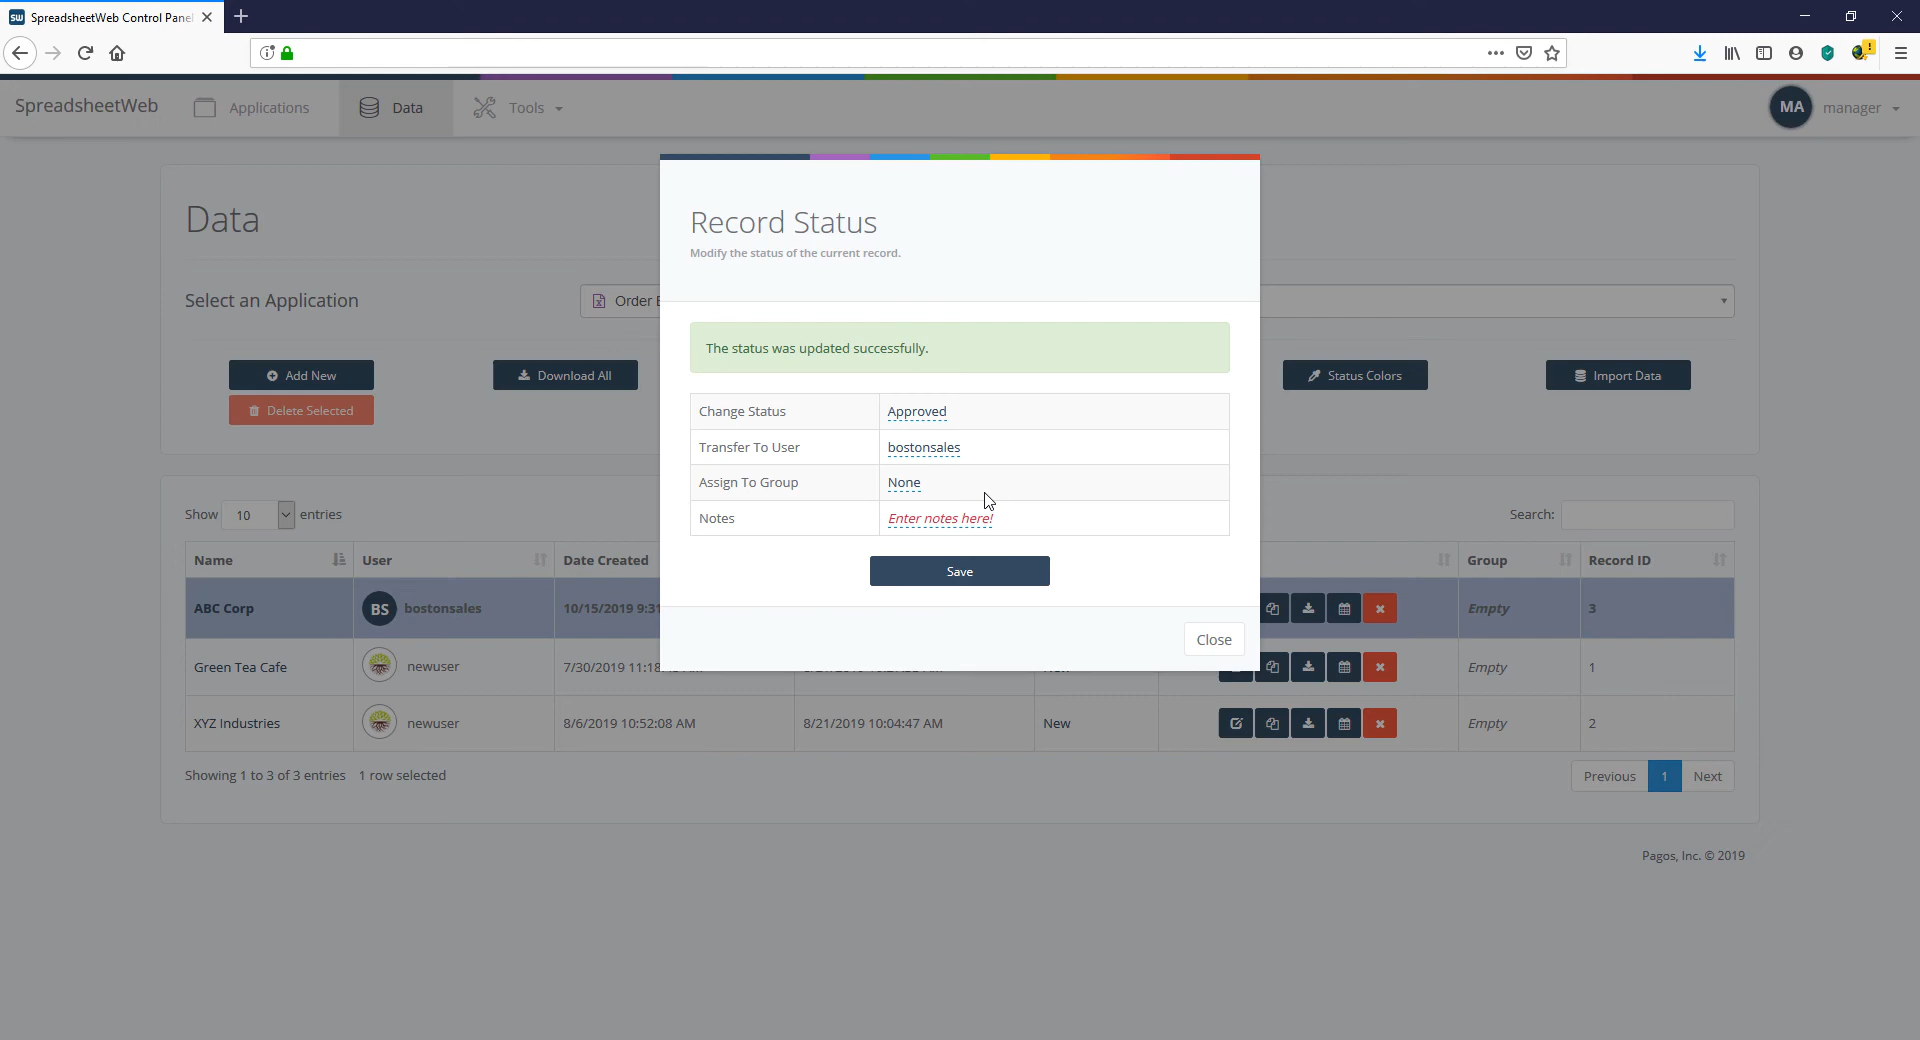 SpreadsheetWeb Control Pane
SpreadsheetWeb
Applications
Data
Tools
MA
manager
Data
Record Status
Modify the status of the current record.
Select an Application
Order
The status was updated successfully.
Add New
Download All
Status Colors
Import Data
Delete Selected
Change Status
Approved
Transfer To User
bostonsales
Assign To Group
None
Notes
Enter notes here!
Save
Close
Show 10 entries
Search:
Name User Date Created Group Record ID
ABC Corp BS bostonsales 10/15/2019 9:31 Empty 3
Green Tea Cafe newuser 7/30/2019 11:18 Empty 1
XYZ Industries newuser 8/6/2019 10:52:08 AM 8/21/2019 10:04:47 AM New Empty 2
Showing 1 to 3 of 3 entries 1 row selected
Previous 1 Next
Pagos, Inc. © 2019